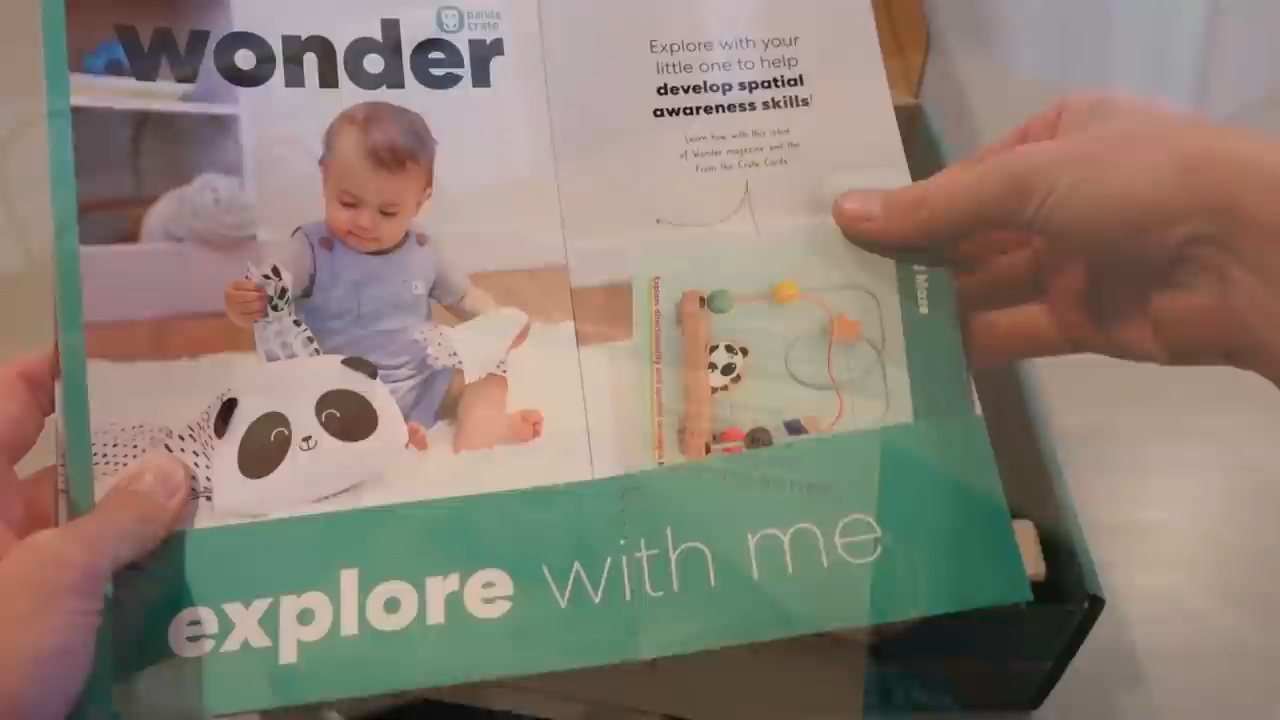 panda
crate
wonder
Explore with your
little one to help
develop spatial
awareness skills!
Learn how with this issue
of Wonder magazine and the
From the Crate Cards
explore with me